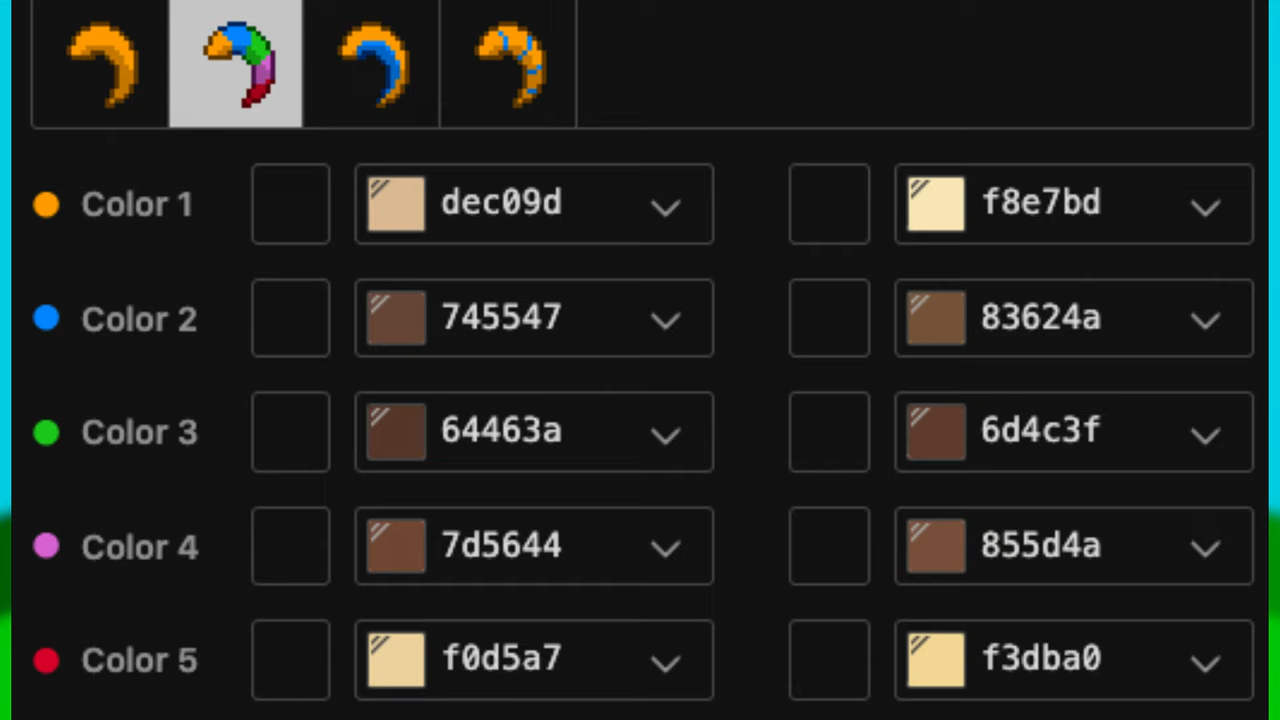 Color 1 dec09d f8e7bd
Color 2 745547 83624a
Color 3 64463a 6d4c3f
Color 4 7d5644 855d4a
Color 5 f0d5a7 f3dba0